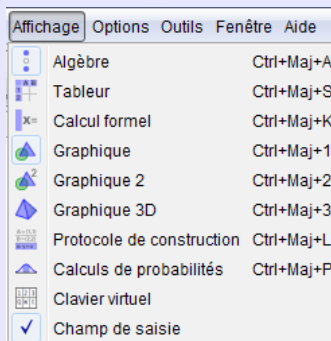 Affichage Options Outils Fenêtre Aide
Algèbre Ctrl+Maj+A
Tableur Ctrl+Maj+S
Calcul formel Ctrl+Maj+K
Graphique Ctrl+Maj+1
Graphique 2 Ctrl+Maj+2
Graphique 3D Ctrl+Maj+3
Protocole de construction Ctrl+Maj+L
Calculs de probabilités Ctrl+Maj+P
Clavier virtuel
Champ de saisie